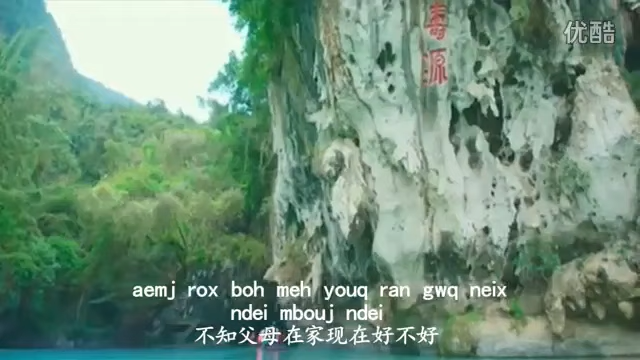 优酷
寿源
aemj rox boh meh youq ran gwq neix
ndei mbouj ndei
不知父母在家现在好不好